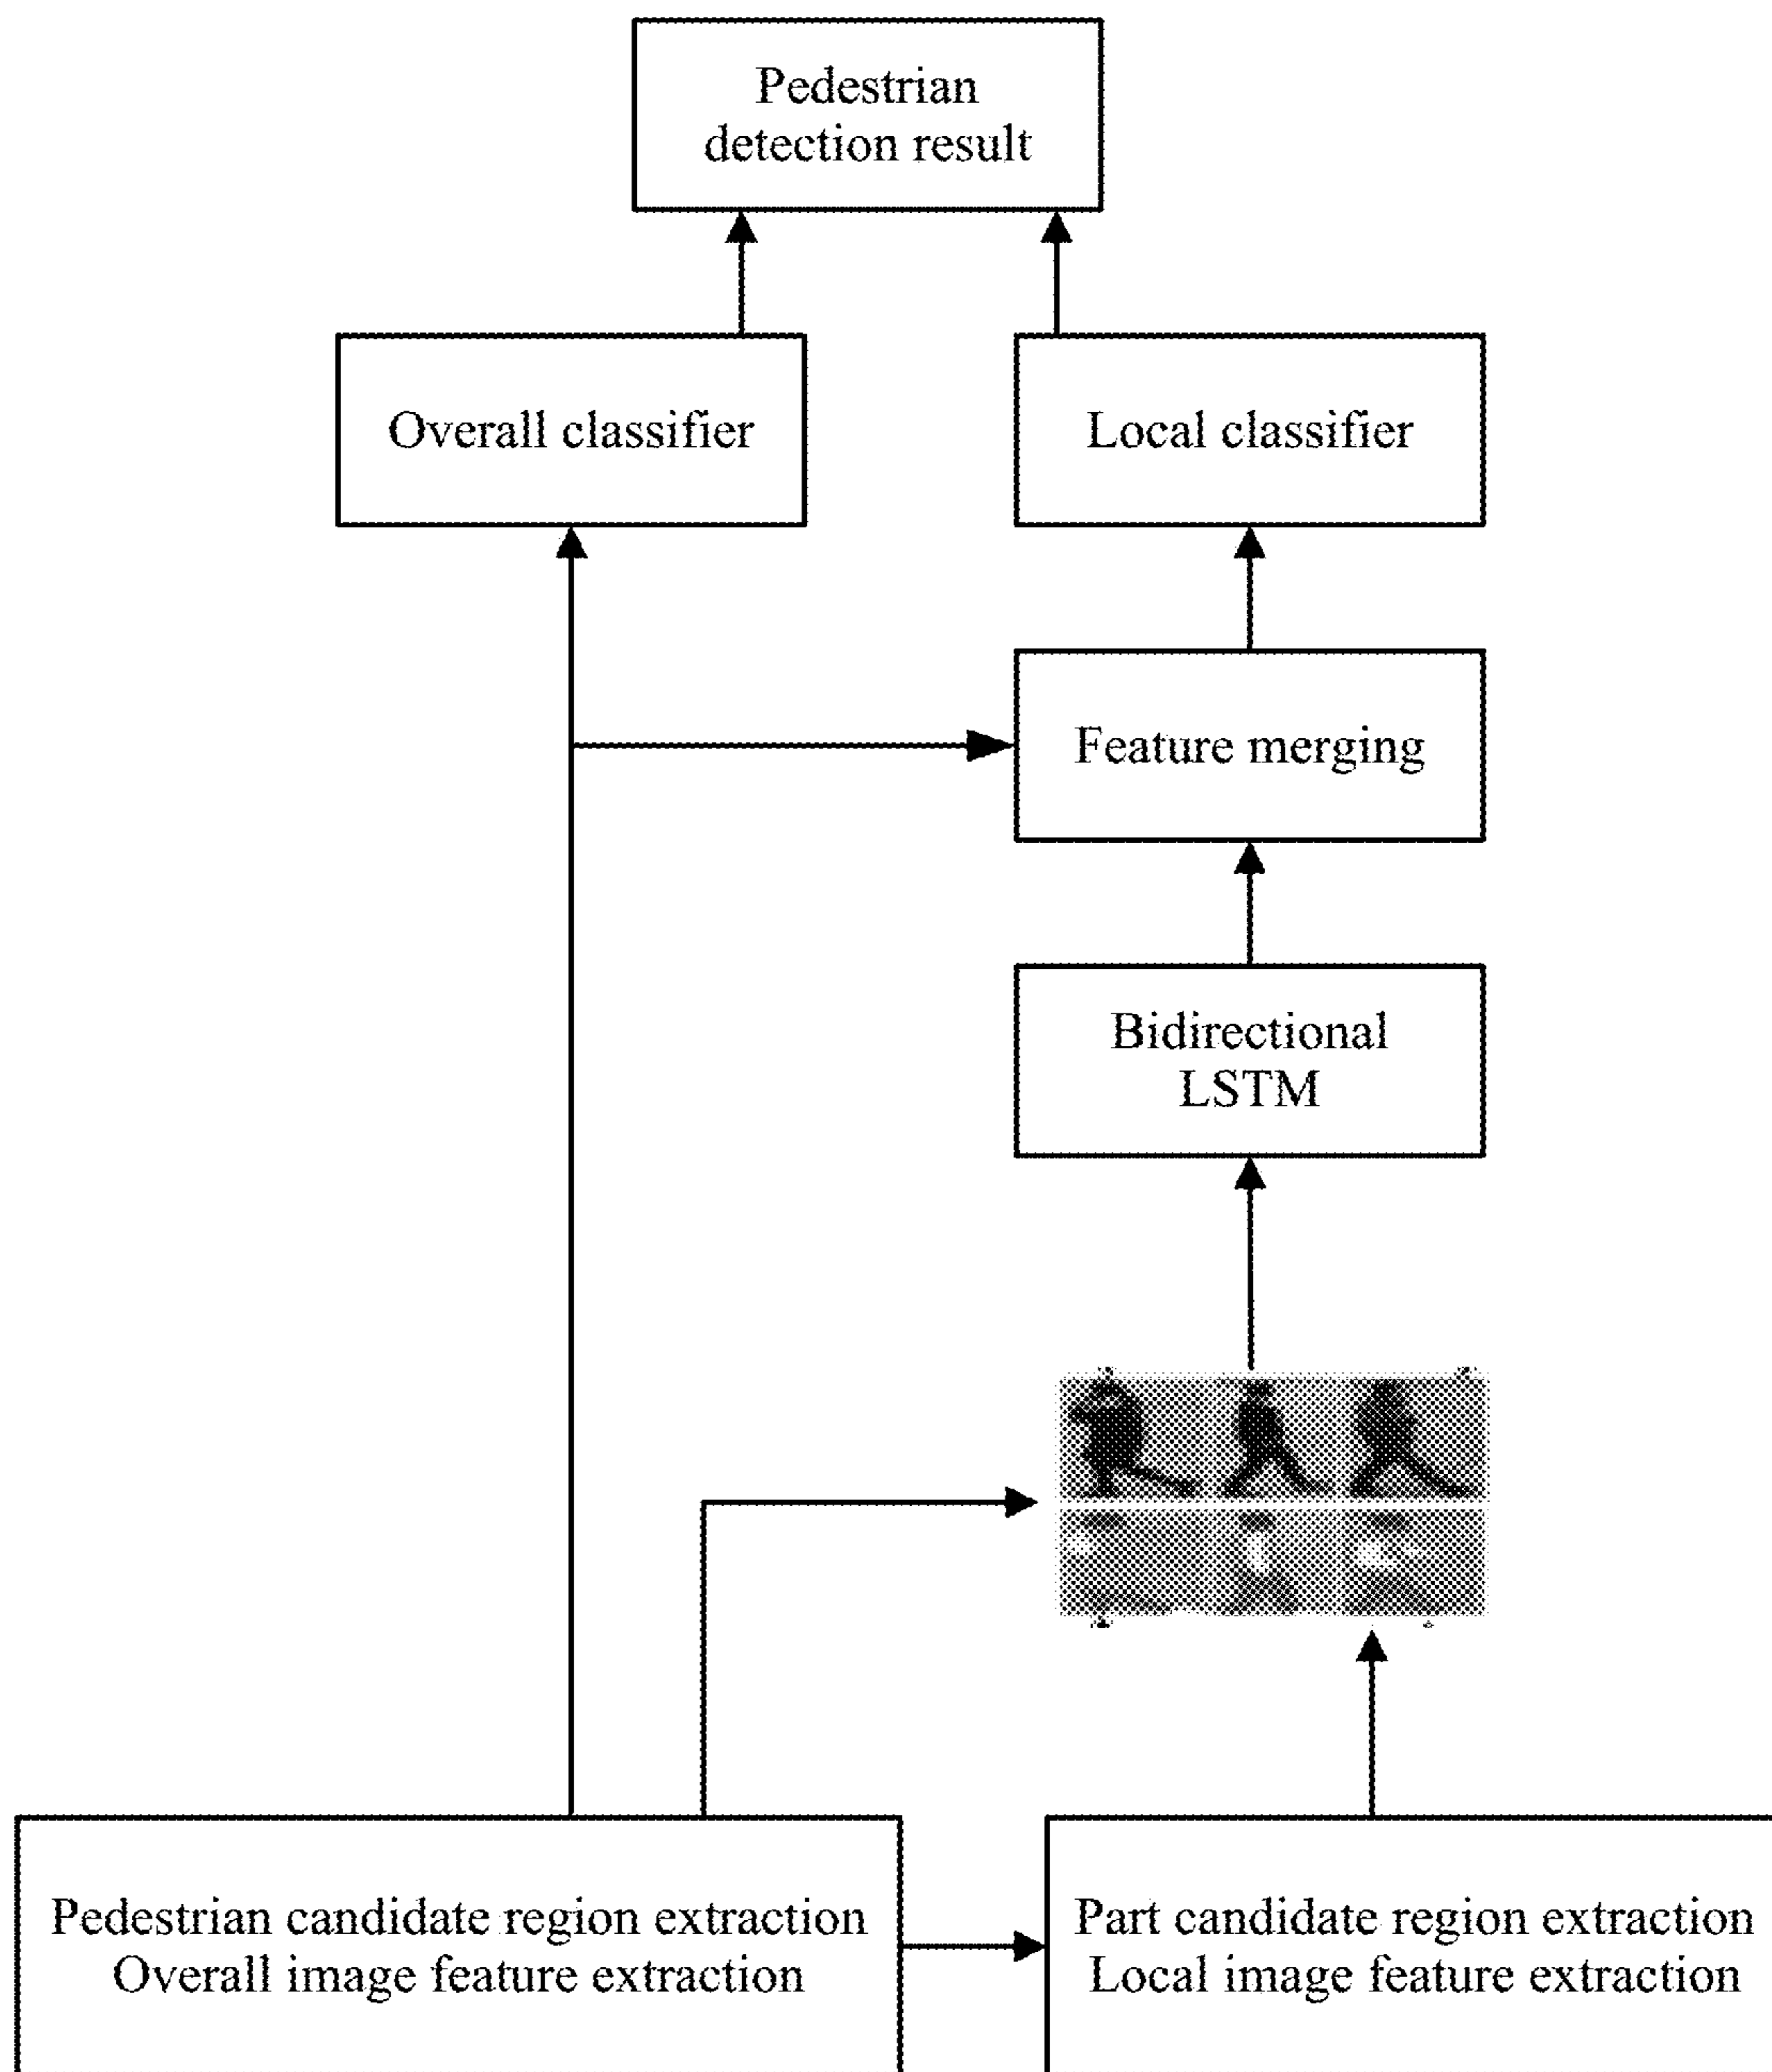 Pedestrian
detection result
Overall classifier
Local classifier
Feature merging
Bidirectional
LSTM
Pedestrian candidate region extraction
Overall image feature extraction
Part candidate region extraction
Local image feature extraction